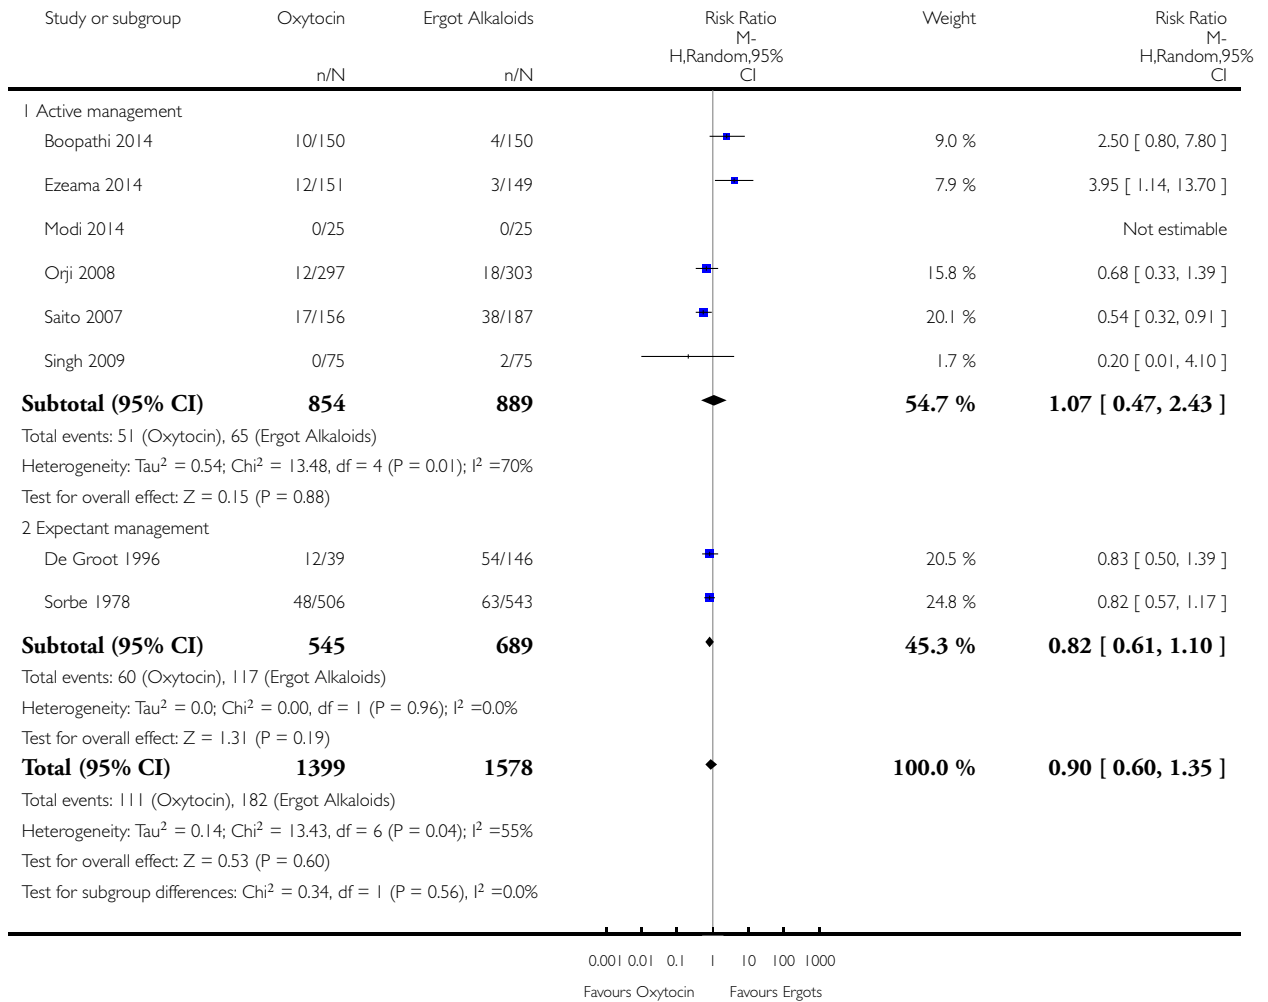 Study or subgroup Oxytocin Ergot Alkaloids Risk Ratio Weight Risk Ratio
M- M-
H,Random,95% H,Random,95%
n/N n/N CI CI
1 Active management
Boopathi 2014 10/150 4/150 9.0 % 2.50 [ 0.80, 7.80 ]
Ezeama 2014 12/151 3/149 7.9 % 3.95 [ 1.14, 13.70 ]
Modi 2014 0/25 0/25 Not estimable
Orji 2008 12/297 18/303 15.8 % 0.68 [ 0.33, 1.39 ]
Saito 2007 17/156 38/187 20.1 % 0.54 [ 0.32, 0.91 ]
Singh 2009 0/75 2/75 1.7 % 0.20 [ 0.01, 4.10 ]
Subtotal (95% CI) 854 889 54.7 % 1.07 [ 0.47, 2.43 ]
Total events: 51 (Oxytocin), 65 (Ergot Alkaloids)
Heterogeneity: Tau² = 0.54; Chi² = 13.48, df = 4 (P = 0.01); I² =70%
Test for overall effect: Z = 0.15 (P = 0.88)
2 Expectant management
De Groot 1996 12/39 54/146 20.5 % 0.83 [ 0.50, 1.39 ]
Sorbe 1978 48/506 63/543 24.8 % 0.82 [ 0.57, 1.17 ]
Subtotal (95% CI) 545 689 45.3 % 0.82 [ 0.61, 1.10 ]
Total events: 60 (Oxytocin), 117 (Ergot Alkaloids)
Heterogeneity: Tau² = 0.0; Chi² = 0.00, df = 1 (P = 0.96); I² =0.0%
Test for overall effect: Z = 1.31 (P = 0.19)
Total (95% CI) 1399 1578 100.0 % 0.90 [ 0.60, 1.35 ]
Total events: 111 (Oxytocin), 182 (Ergot Alkaloids)
Heterogeneity: Tau² = 0.14; Chi² = 13.43, df = 6 (P = 0.04); I² =55%
Test for overall effect: Z = 0.53 (P = 0.60)
Test for subgroup differences: Chi² = 0.34, df = 1 (P = 0.56), I² =0.0%
0.001 0.01 0.1 1 10 100 1000
Favours Oxytocin Favours Ergots